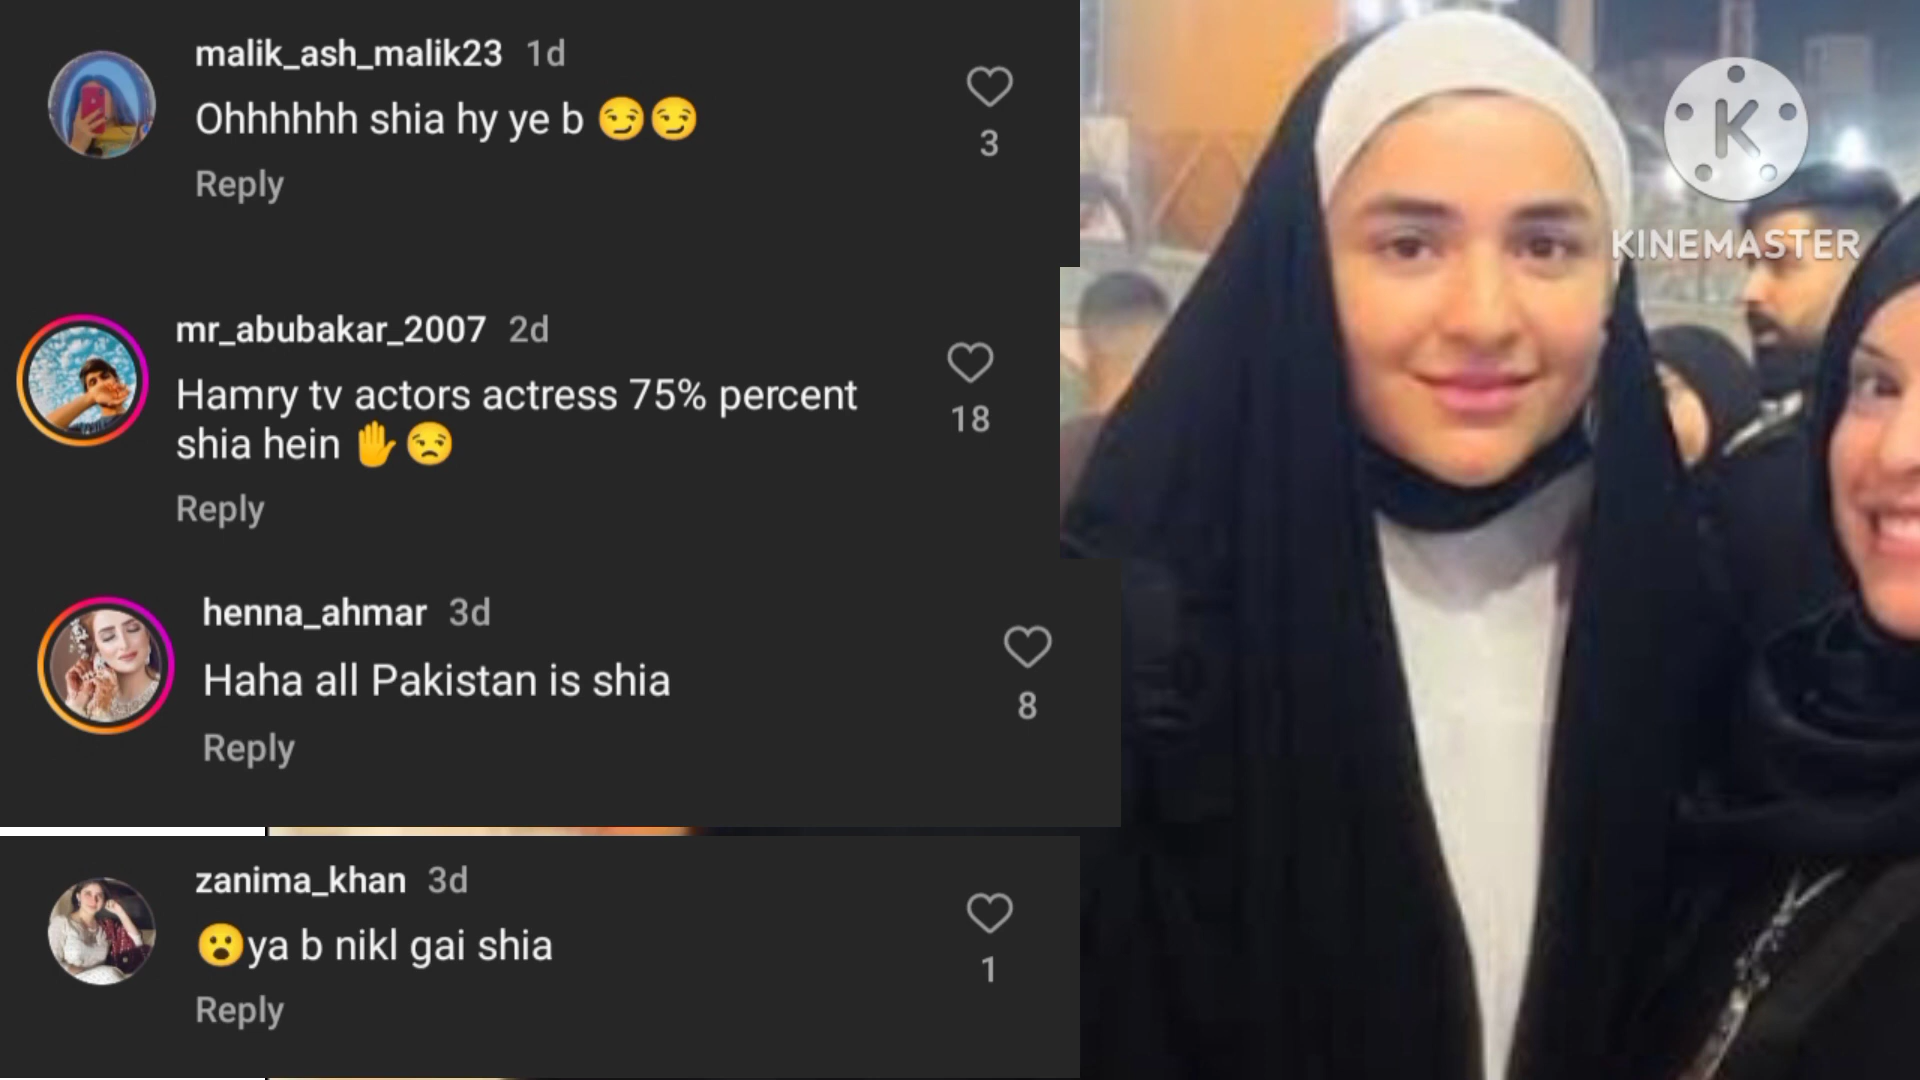 malik_ash_malik23 1d
Ohhhhhh shia hy ye b 😏😏
3
Reply
mr_abubakar_2007 2d
Hamry tv actors actress 75% percent
shia hein ✋😒
18
Reply
henna_ahmar 3d
Haha all Pakistan is shia
8
Reply
zanima_khan 3d
😮ya b nikl gai shia
1
Reply
K
KINEMASTER